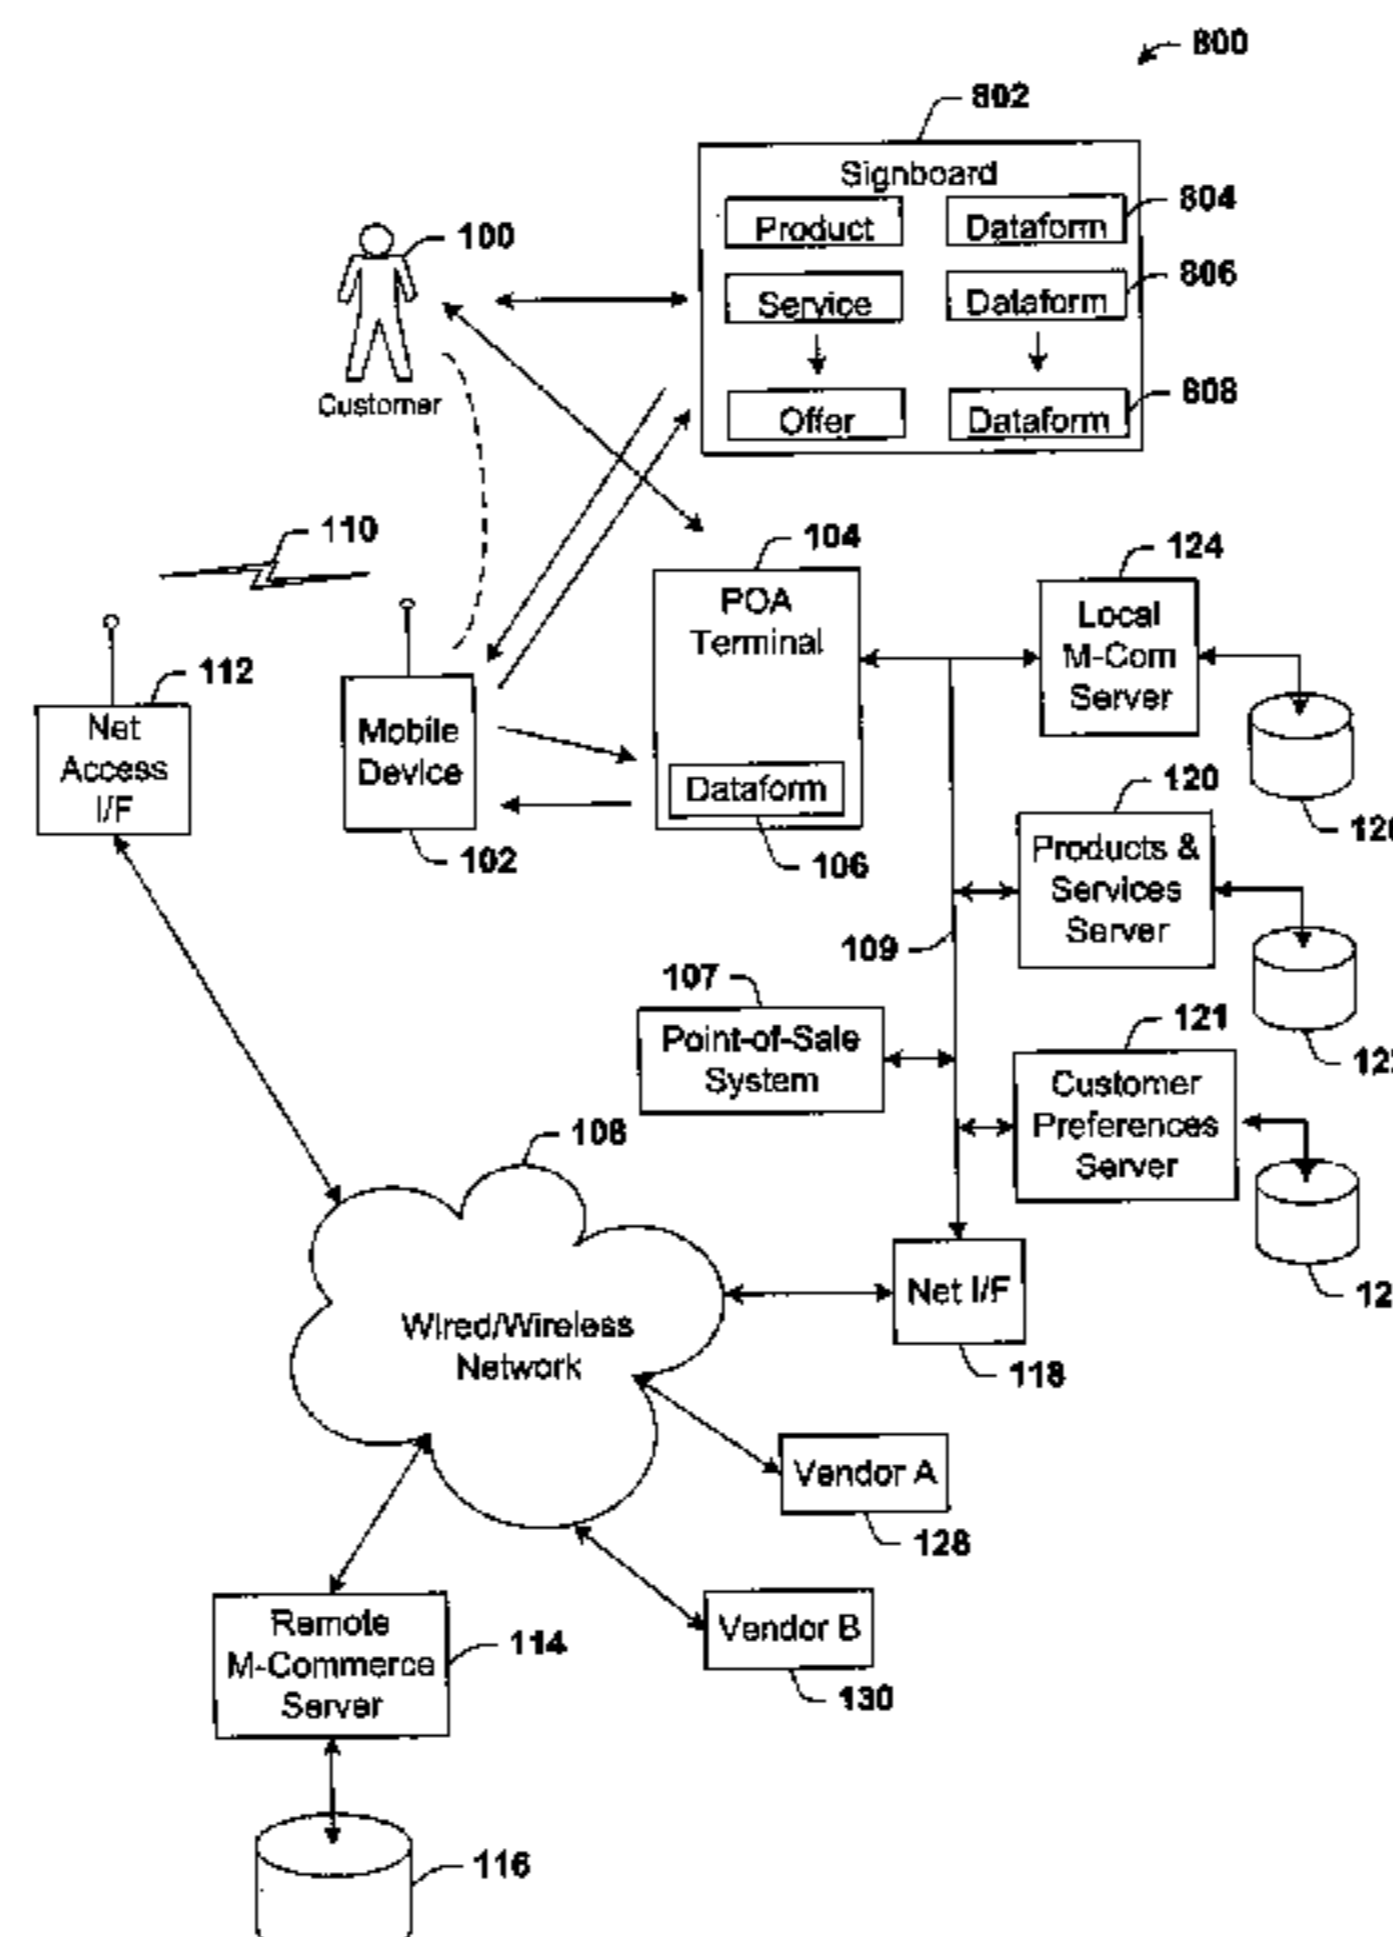 800
802
Signboard
Product
Dataform
804
Service
Dataform
806
Offer
Dataform
808
100
Customer
110
104
POA
Terminal
Dataform
106
124
Local
M-Com
Server
112
Net
Access
I/F
Mobile
Device
102
120
Products &
Services
Server
109
107
Point-of-Sale
System
121
Customer
Preferences
Server
108
Wired/Wireless
Network
Net I/F
118
Vendor A
128
Vendor B
130
Remote
M-Commerce
Server
114
116